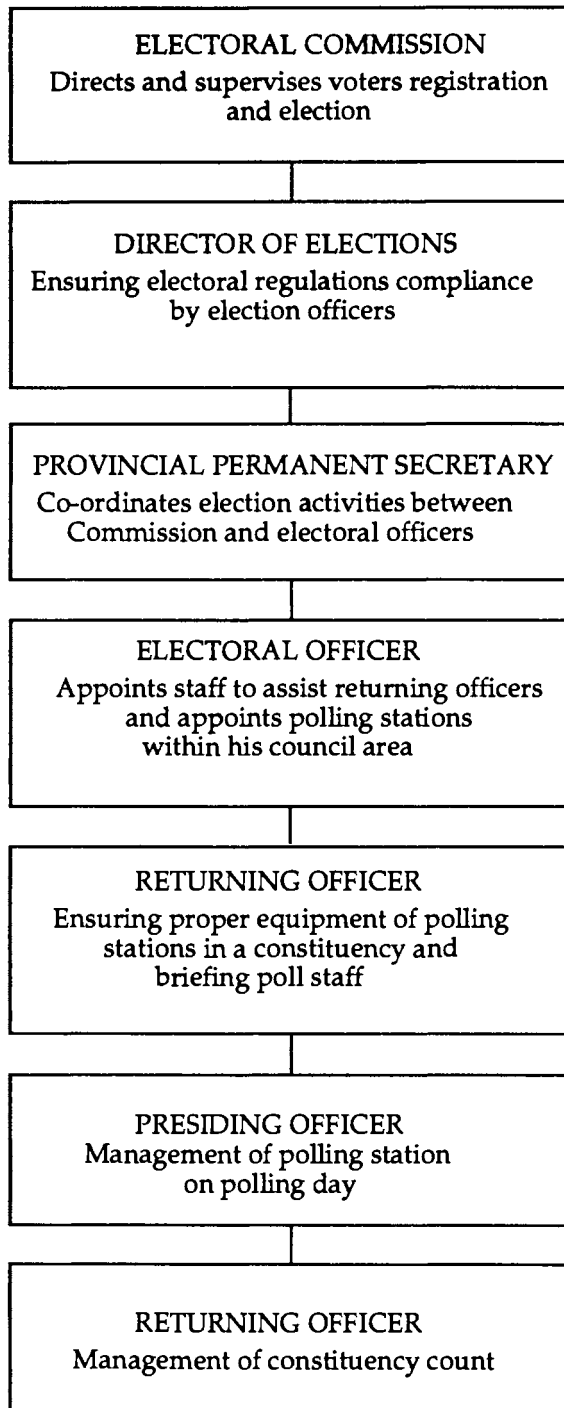 ELECTORAL COMMISSION
Directs and supervises voters registration
and election
DIRECTOR OF ELECTIONS
Ensuring electoral regulations compliance
by election officers
PROVINCIAL PERMANENT SECRETARY
Co-ordinates election activities between
Commission and electoral officers
ELECTORAL OFFICER
Appoints staff to assist returning officers
and appoints polling stations
within his council area
RETURNING OFFICER
Ensuring proper equipment of polling
stations in a constituency and
briefing poll staff
PRESIDING OFFICER
Management of polling station
on polling day
RETURNING OFFICER
Management of constituency count